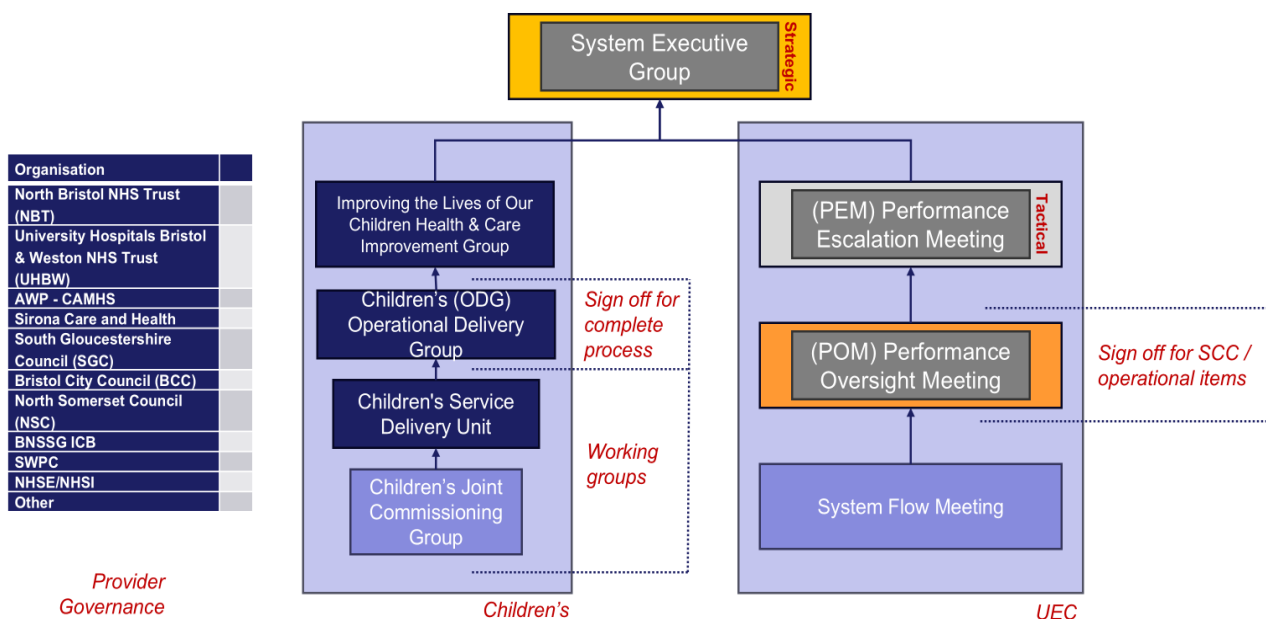 System Executive
Group
Strategic
Organisation
North Bristol NHS Trust
(NBT)
University Hospitals Bristol
& Weston NHS Trust
(UHBW)
AWP - CAMHS
Sirona Care and Health
South Gloucestershire
Council (SGC)
Bristol City Council (BCC)
North Somerset Council
(NSC)
BNSSG ICB
SWPC
NHSE/NHSI
Other
Provider
Governance
Improving the Lives of Our
Children Health & Care
Improvement Group
Children's (ODG)
Operational Delivery
Group
Children's Service
Delivery Unit
Children's Joint
Commissioning
Group
Sign off for
complete
process
Working
groups
Children's
(PEM) Performance
Escalation Meeting
Tactical
(POM) Performance
Oversight Meeting
System Flow Meeting
Sign off for SCC /
operational items
UEC